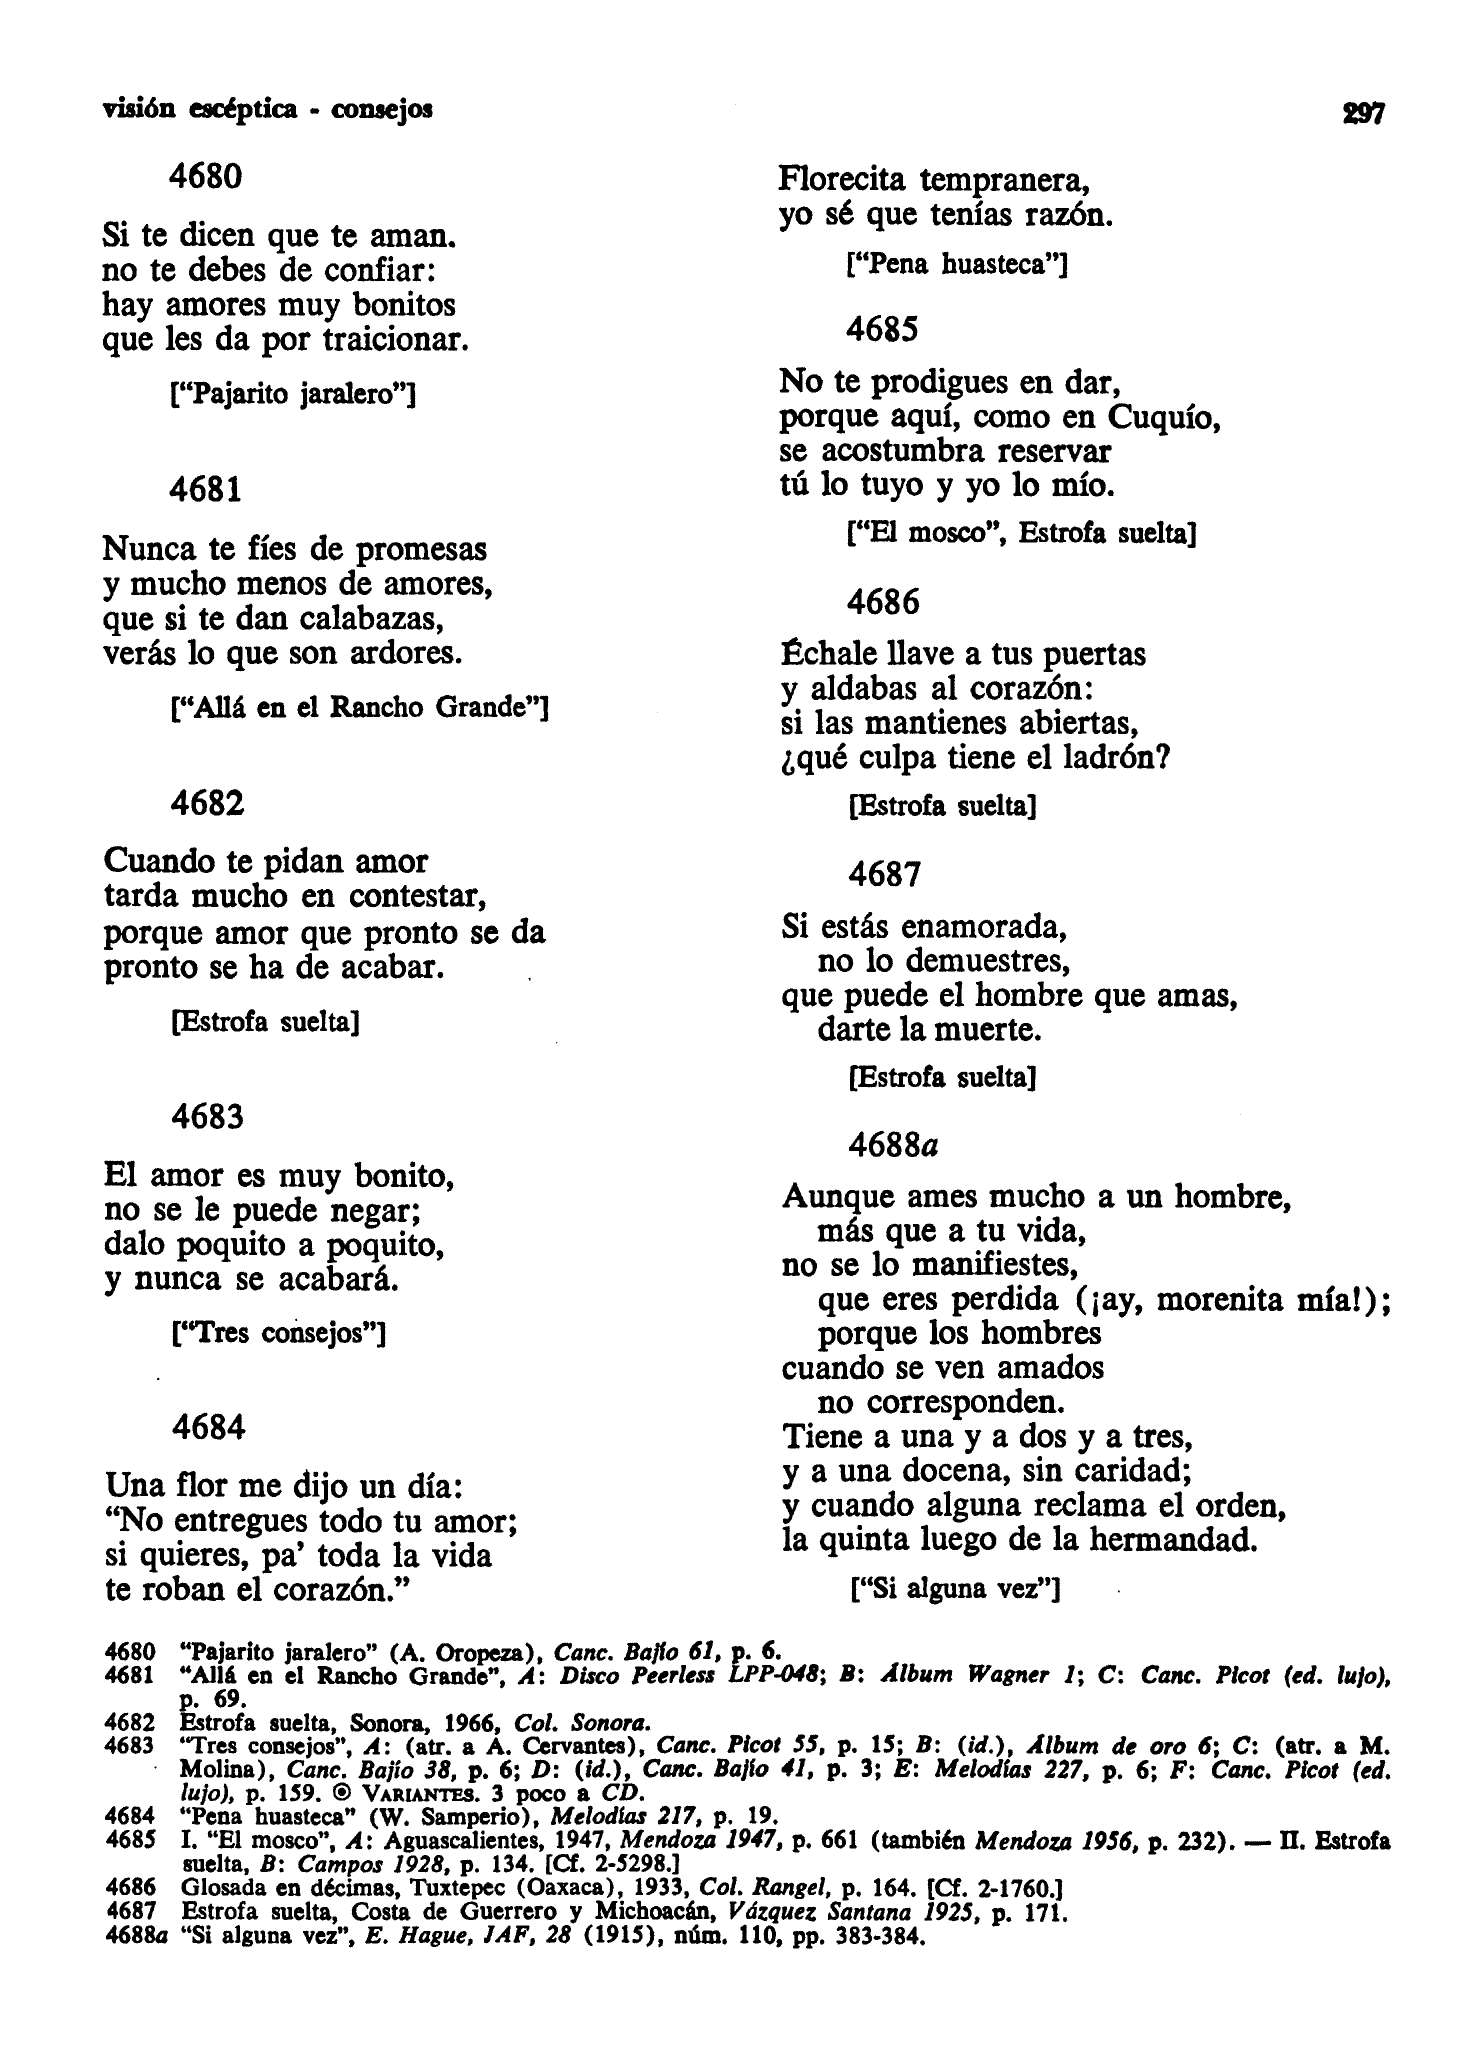 visión escéptica - consejos
297
4680
Si te dicen que te aman.
no te debes de confiar:
hay amores muy bonitos
que les da por traicionar.
["Pajarito jaralero"]
4681
Nunca te fíes de promesas
y mucho menos de amores,
que si te dan calabazas,
verás lo que son ardores.
["Allá en el Rancho Grande"]
4682
Cuando te pidan amor
tarda mucho en contestar,
porque amor que pronto se da
pronto se ha de acabar.
[Estrofa suelta]
4683
El amor es muy bonito,
no se le puede negar;
dalo poquito a poquito,
y nunca se acabará.
["Tres consejos"]
4684
Una flor me dijo un día:
"No entregues todo tu amor;
si quieres, pa' toda la vida
te roban el corazón."
Florecita tempranera,
yo sé que tenías razón.
["Pena huasteca"]
4685
No te prodigues en dar,
porque aquí, como en Cuquío,
se acostumbra reservar
tú lo tuyo y yo lo mío.
["El mosco", Estrofa suelta]
4686
Échale llave a tus puertas
y aldabas al corazón:
si las mantienes abiertas,
¿qué culpa tiene el ladrón?
[Estrofa suelta]
4687
Si estás enamorada,
no lo demuestres,
que puede el hombre que amas,
darte la muerte.
[Estrofa suelta]
4688a
Aunque ames mucho a un hombre,
más que a tu vida,
no se lo manifiestes,
que eres perdida (¡ay, morenita mía!);
porque los hombres
cuando se ven amados
no corresponden.
Tiene a una y a dos y a tres,
y a una docena, sin caridad;
y cuando alguna reclama el orden,
la quinta luego de la hermandad.
["Si alguna vez"]
4680 "Pajarito jaralero" (A. Oropeza), Canc. Bajío 61, p. 6.
4681 "Allá en el Rancho Grande", A: Disco Peerless LPP-048; B: Álbum Wagner 1; C: Canc. Picot (ed. lujo),
p. 69.
4682 Estrofa suelta, Sonora, 1966, Col. Sonora.
4683 "Tres consejos", A: (atr. a A. Cervantes), Canc. Picot 55, p. 15; B: (id.), Álbum de oro 6; C: (atr. a M.
Molina), Canc. Bajío 38, p. 6; D: (id.), Canc. Bajío 41, p. 3; E: Melodías 227, p. 6; F: Canc. Picot (ed.
lujo), p. 159. ® VARIANTES. 3 poco a CD.
4684 "Pena huasteca" (W. Samperio), Melodías 217, p. 19.
4685 I. "El mosco", A: Aguascalientes, 1947, Mendoza 1947, p. 661 (también Mendoza 1956, p. 232). — II. Estrofa
suelta, B: Campos 1928, p. 134. [Cf. 2-5298.]
4686 Glosada en décimas, Tuxtepec (Oaxaca), 1933, Col. Rangel, p. 164. [Cf. 2-1760.]
4687 Estrofa suelta, Costa de Guerrero y Michoacán, Vázquez Santana 1925, p. 171.
4688a "Si alguna vez", E. Hague, JAF, 28 (1915), núm. 110, pp. 383-384.